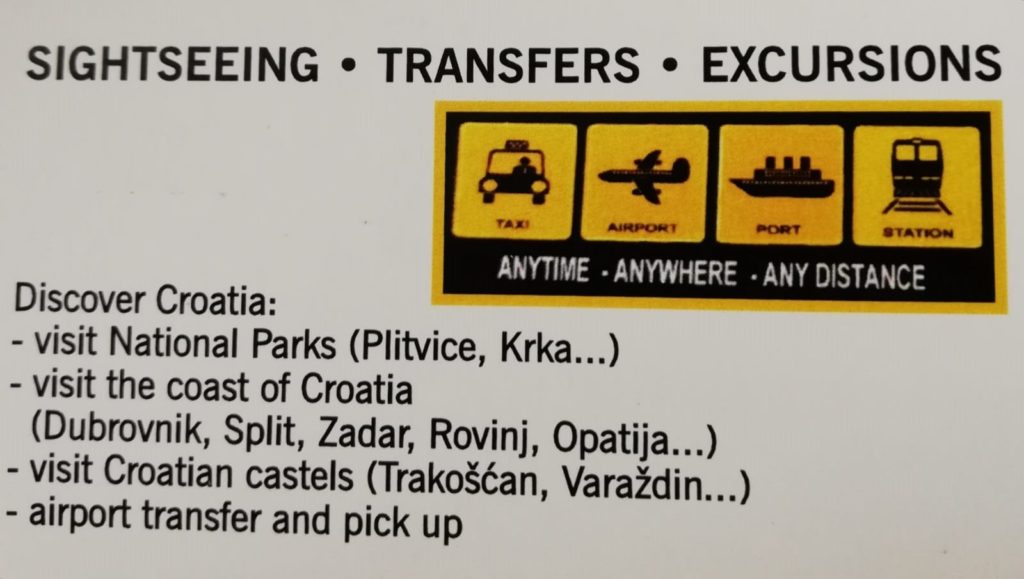 SIGHTSEEING • TRANSFERS • EXCURSIONS
TAXI
AIRPORT
PORT
STATION
ANYTIME - ANYWHERE - ANY DISTANCE
Discover Croatia:
- visit National Parks (Plitvice, Krka...)
- visit the coast of Croatia
(Dubrovnik, Split, Zadar, Rovinj, Opatija...)
- visit Croatian castels (Trakošćan, Varaždin...)
- airport transfer and pick up